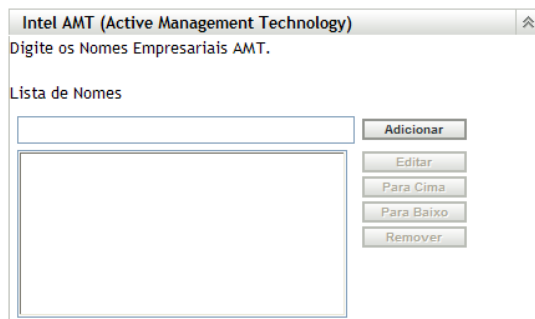 Intel AMT (Active Management Technology)
Digite os Nomes Empresariais AMT.
Lista de Nomes
Adicionar
Editar
Para Cima
Para Baixo
Remover